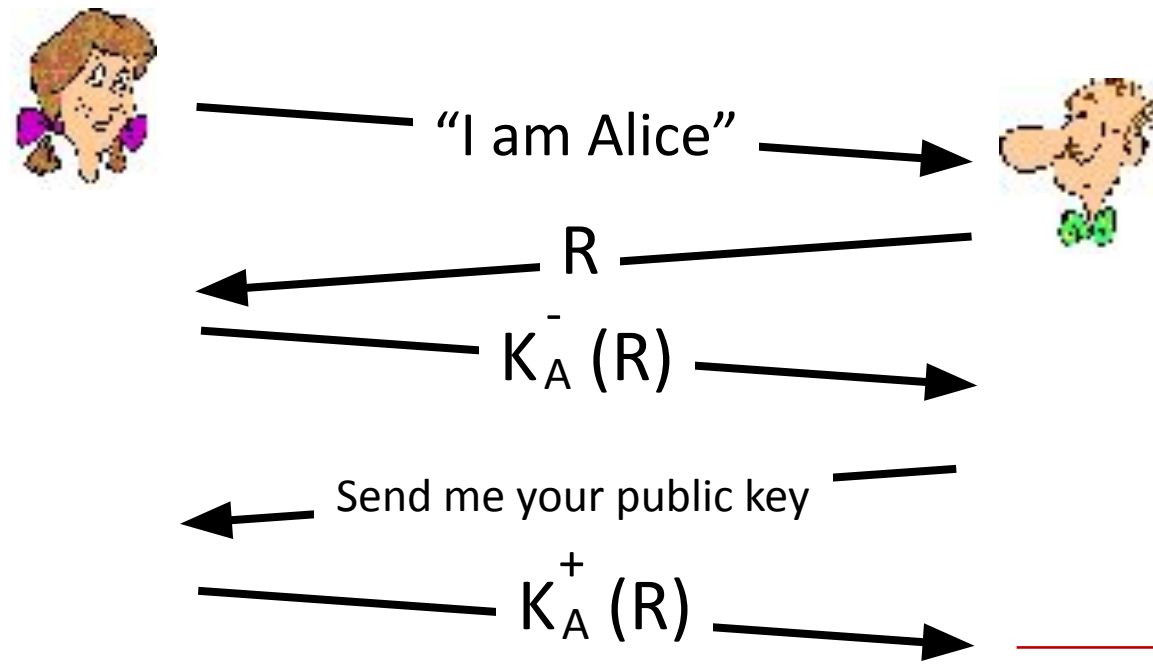 “I am Alice”
R
K⁻A (R)
Send me your public key
K⁺A (R)